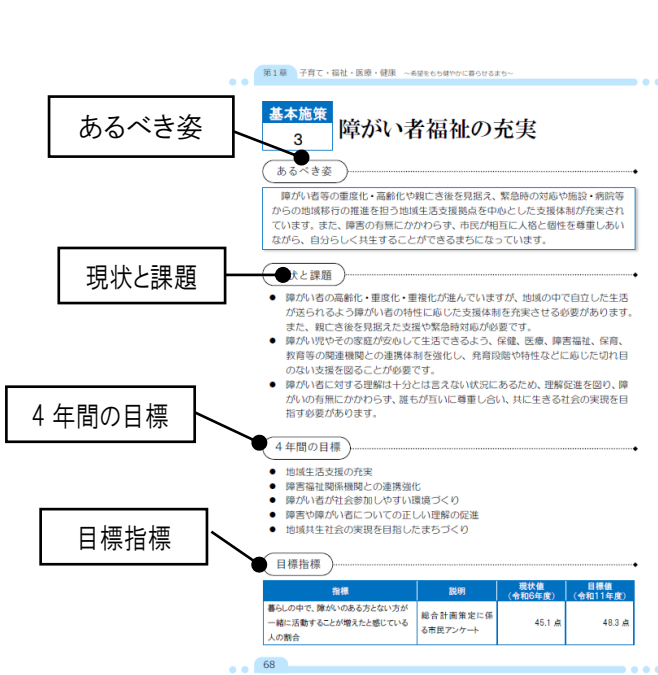 第1章 子育て・福祉・医療・健康 ～希望をもち健やかに暮らせるまち～
あるべき姿
基本施策
3
障がい者福祉の充実
あるべき姿
障がい者等の重度化・高齢化や親亡き後を見据え、緊急時の対応や施設・病院等
からの地域移行の推進を担う地域生活支援拠点を中心とした支援体制が充実され
ています。また、障害の有無にかかわらず、市民が相互に人格と個性を尊重しあい
ながら、自分らしく共生することができるまちになっています。
現状と課題
状と課題
● 障がい者の高齢化・重度化・重複化が進んでいますが、地域の中で自立した生活
が送られるよう障がい者の特性に応じた支援体制を充実させる必要があります。
また、親亡き後を見据えた支援や緊急時対応が必要です。
● 障がい児やその家庭が安心して生活できるよう、保健、医療、障害福祉、保育、
教育等の関連機関との連携体制を強化し、発育段階や特性などに応じた切れ目
のない支援を図ることが必要です。
● 障がい者に対する理解は十分とは言えない状況にあるため、理解促進を図り、障
がいの有無にかかわらず、誰もが互いに尊重し合い、共に生きる社会の実現を目
指す必要があります。
4 年間の目標
4年間の目標
● 地域生活支援の充実
● 障害福祉関係機関との連携強化
● 障がい者が社会参加しやすい環境づくり
● 障害や障がい者についての正しい理解の促進
● 地域共生社会の実現を目指したまちづくり
目標指標
目標指標
指標 説明 現状値 目標値
（令和6年度） （令和11年度）
暮らしの中で、障がいのある方とない方が
一緒に活動することが増えたと感じている
人の割合
総合計画策定に係
る市民アンケート
45.1 点 48.3 点
68